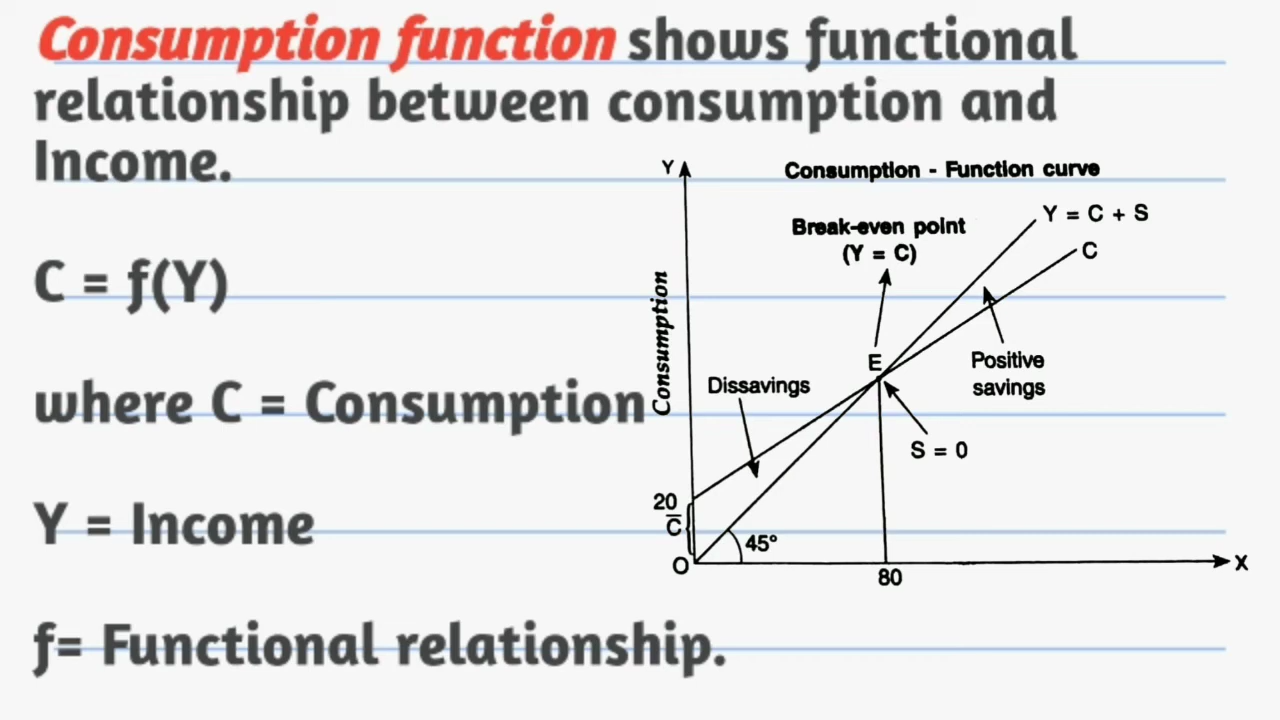 Consumption function shows functional
relationship between consumption and
Income.
C = f(Y)
where C = Consumption
Y = Income
f= Functional relationship.
Consumption - Function curve
Y
Break-even point
(Y = C)
Y = C + S
C
Consumption
E
Dissavings
Positive
savings
S = 0
20
C̅
45°
O
80
X